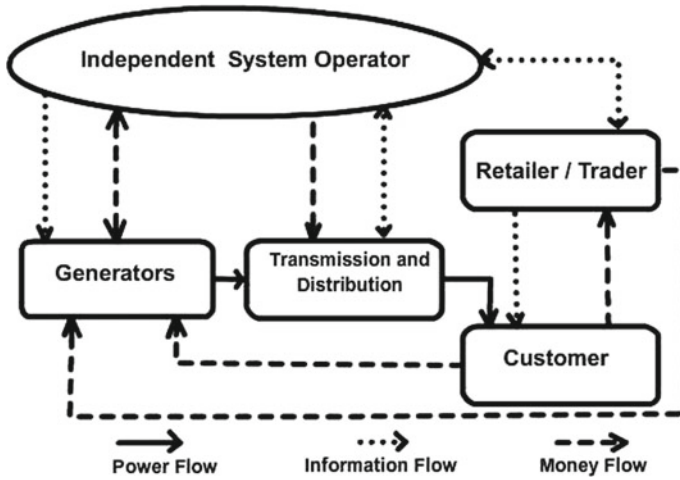 Independent System Operator
Retailer / Trader
Generators
Transmission and
Distribution
Customer
Power Flow
Information Flow
Money Flow